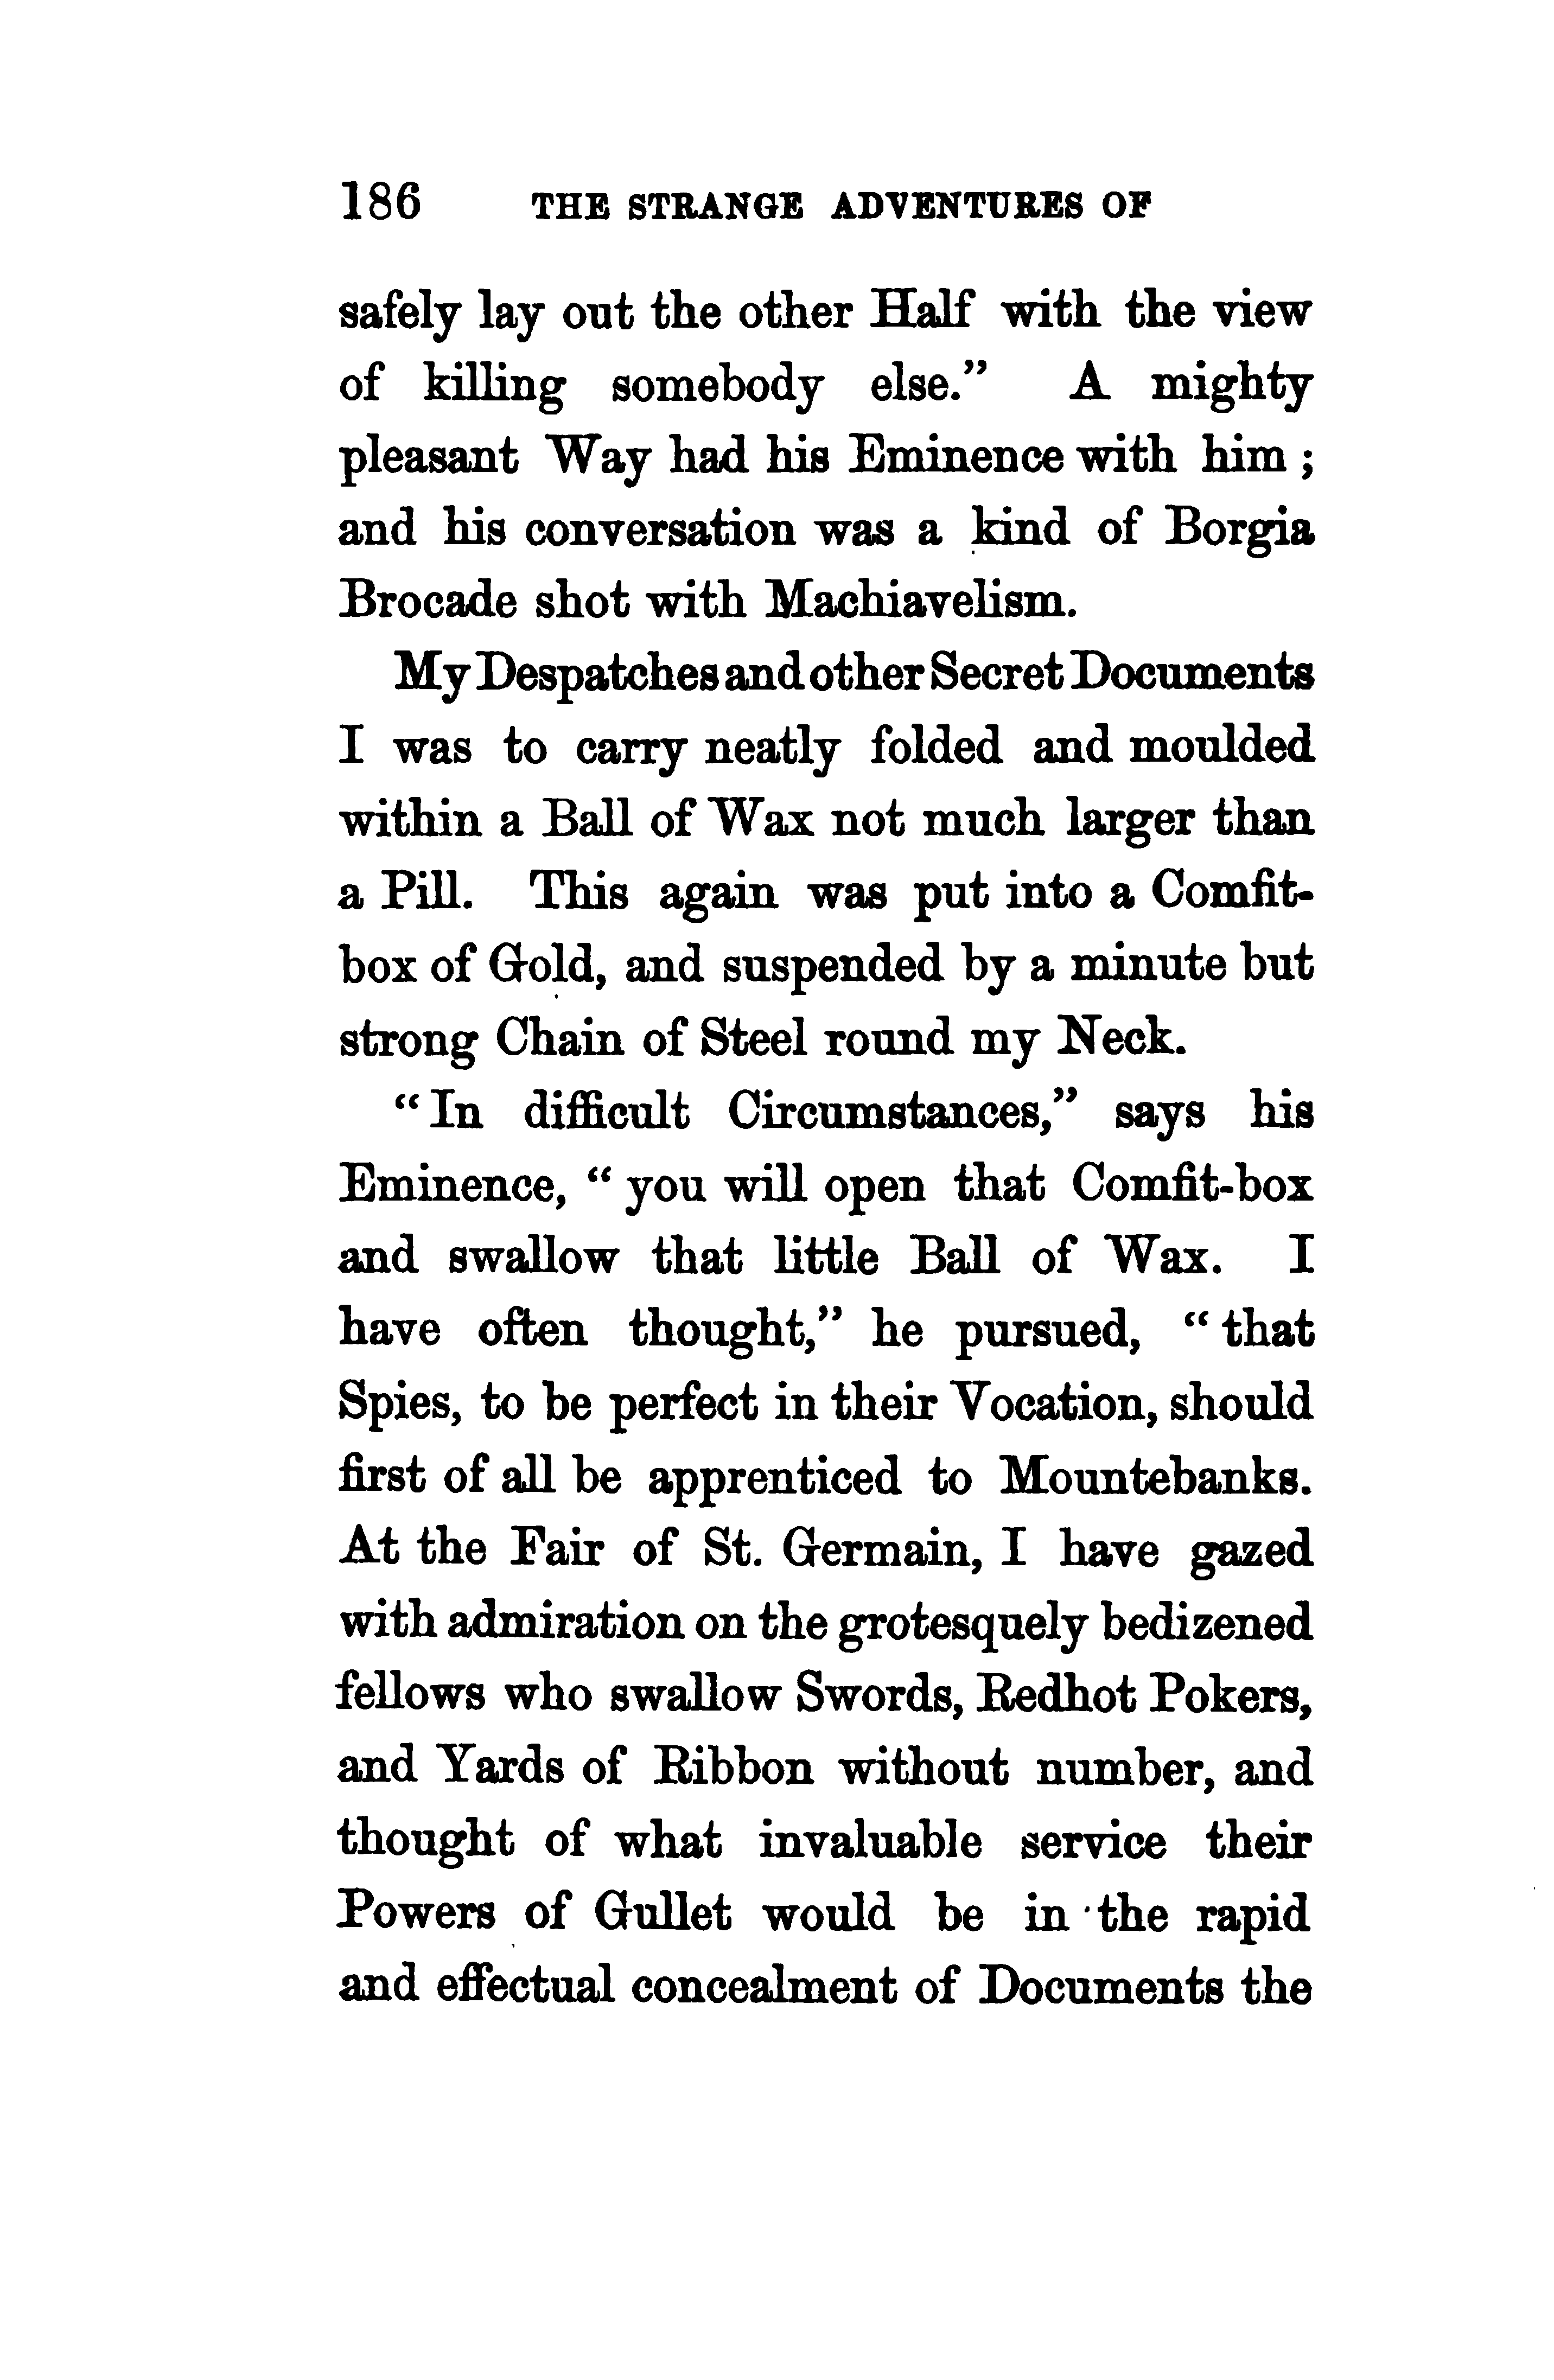 186 THE STRANGE ADVENTURES OF
safely lay out the other Half with the view
of killing somebody else.” A mighty
pleasant Way had his Eminence with him ;
and his conversation was a kind of Borgia
Brocade shot with Machiavelism.
My Despatches and other Secret Documents
I was to carry neatly folded and moulded
within a Ball of Wax not much larger than
a Pill. This again was put into a Comfit-
box of Gold, and suspended by a minute but
strong Chain of Steel round my Neck.
“ In difficult Circumstances,” says his
Eminence, “ you will open that Comfit-box
and swallow that little Ball of Wax. I
have often thought,” he pursued, “ that
Spies, to be perfect in their Vocation, should
first of all be apprenticed to Mountebanks.
At the Fair of St. Germain, I have gazed
with admiration on the grotesquely bedizened
fellows who swallow Swords, Redhot Pokers,
and Yards of Ribbon without number, and
thought of what invaluable service their
Powers of Gullet would be in the rapid
and effectual concealment of Documents the